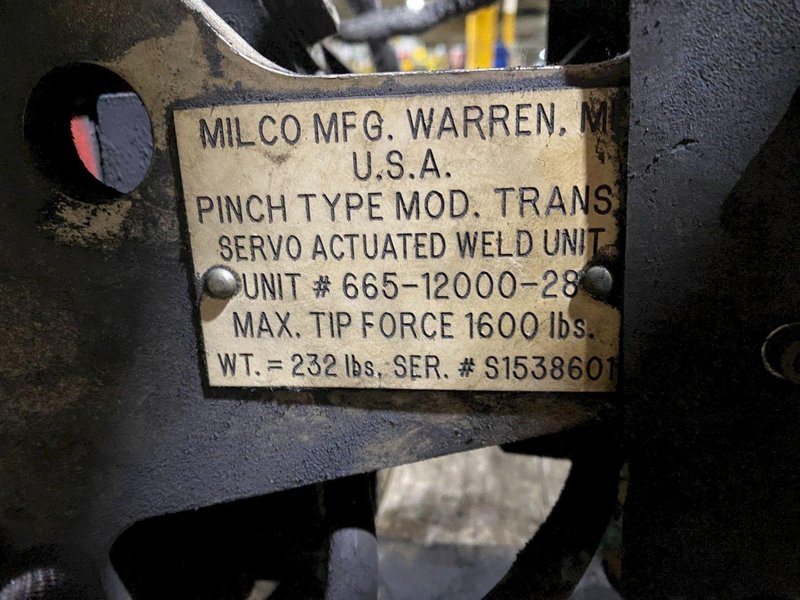 MILCO MFG. WARREN, MI
U.S.A.
PINCH TYPE MOD. TRANS
SERVO ACTUATED WELD UNIT
UNIT # 665-12000-28
MAX. TIP FORCE 1600 lbs.
WT. = 232 lbs. SER. # S1538601